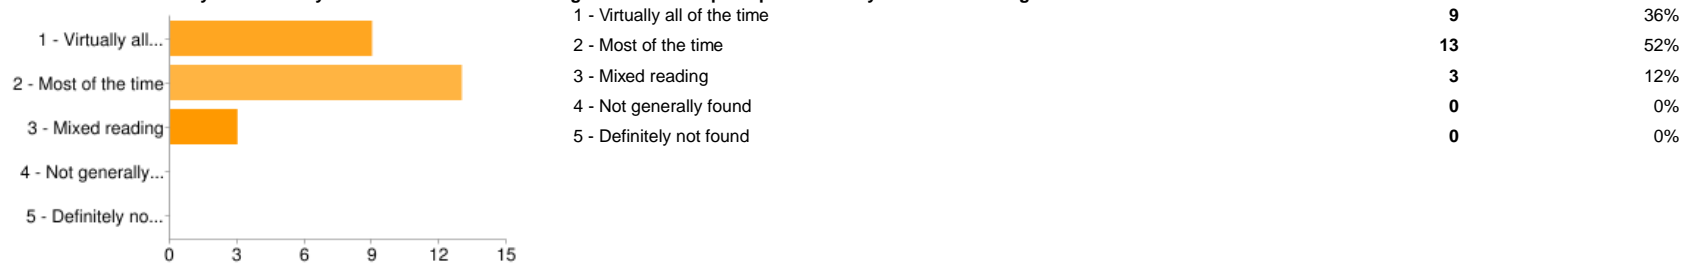 1 - Virtually all...
2 - Most of the time
3 - Mixed reading
4 - Not generally...
5 - Definitely no...
0 3 6 9 12 15
1 - Virtually all of the time 9 36%
2 - Most of the time 13 52%
3 - Mixed reading 3 12%
4 - Not generally found 0 0%
5 - Definitely not found 0 0%